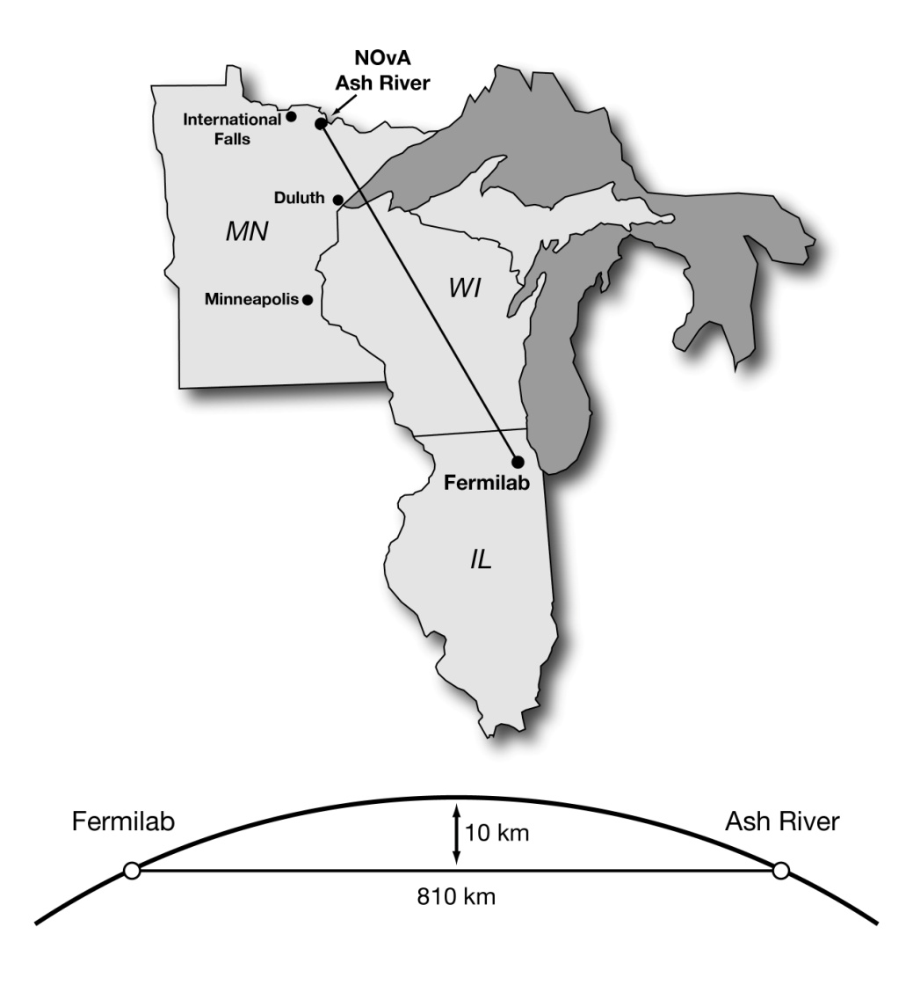 NOvA
Ash River
International
Falls
Duluth
MN
WI
Minneapolis
Fermilab
IL
Fermilab
Ash River
10 km
810 km